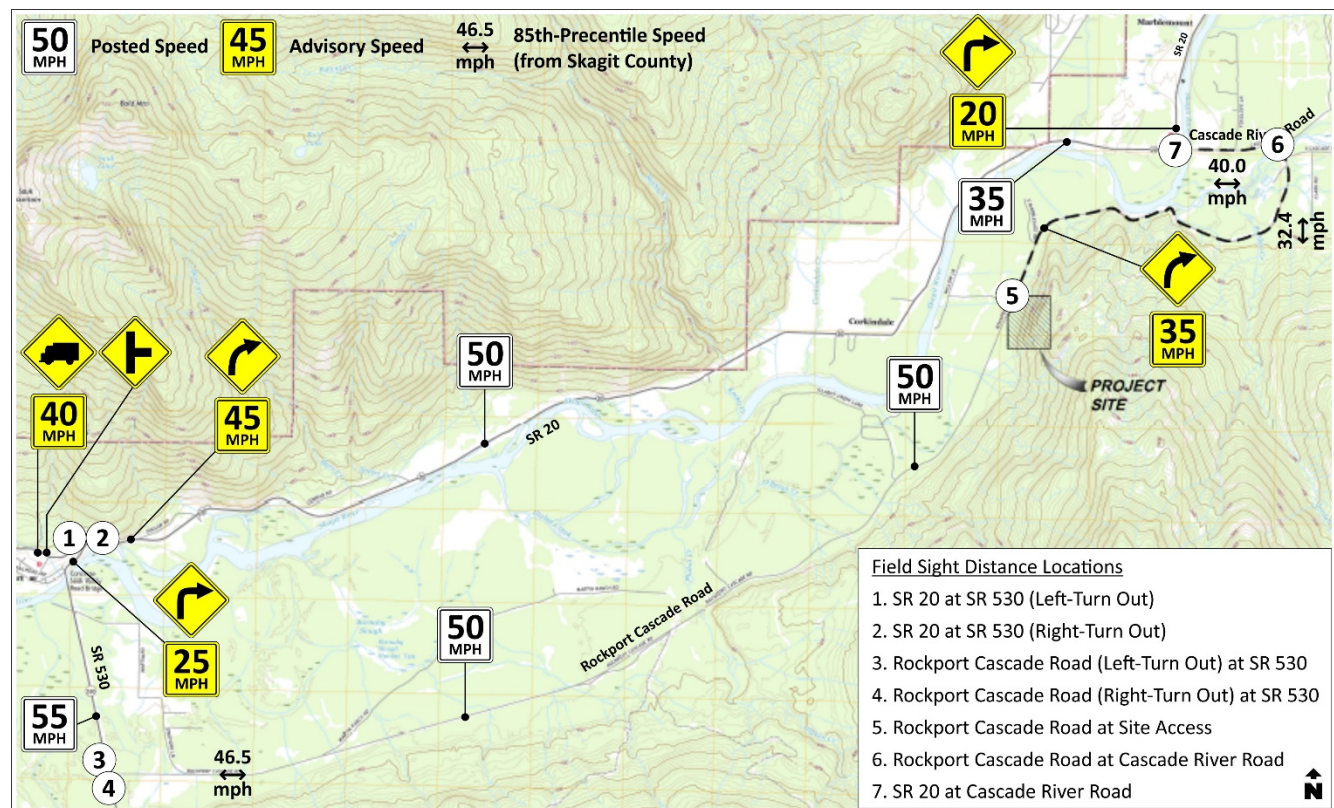 50
MPH
Posted Speed
45
MPH
Advisory Speed
46.5
mph
85th-Precentile Speed
(from Skagit County)
Marblemount
SR 20
20
MPH
Cascade River Road
7
6
40.0
mph
35
MPH
32.4
mph
5
35
MPH
Corkindale
PROJECT
SITE
50
MPH
50
MPH
SR 20
40
MPH
45
MPH
1
2
25
MPH
SR 530
50
MPH
Rockport Cascade Road
55
MPH
3
4
46.5
mph
Field Sight Distance Locations
1. SR 20 at SR 530 (Left-Turn Out)
2. SR 20 at SR 530 (Right-Turn Out)
3. Rockport Cascade Road (Left-Turn Out) at SR 530
4. Rockport Cascade Road (Right-Turn Out) at SR 530
5. Rockport Cascade Road at Site Access
6. Rockport Cascade Road at Cascade River Road
7. SR 20 at Cascade River Road
N